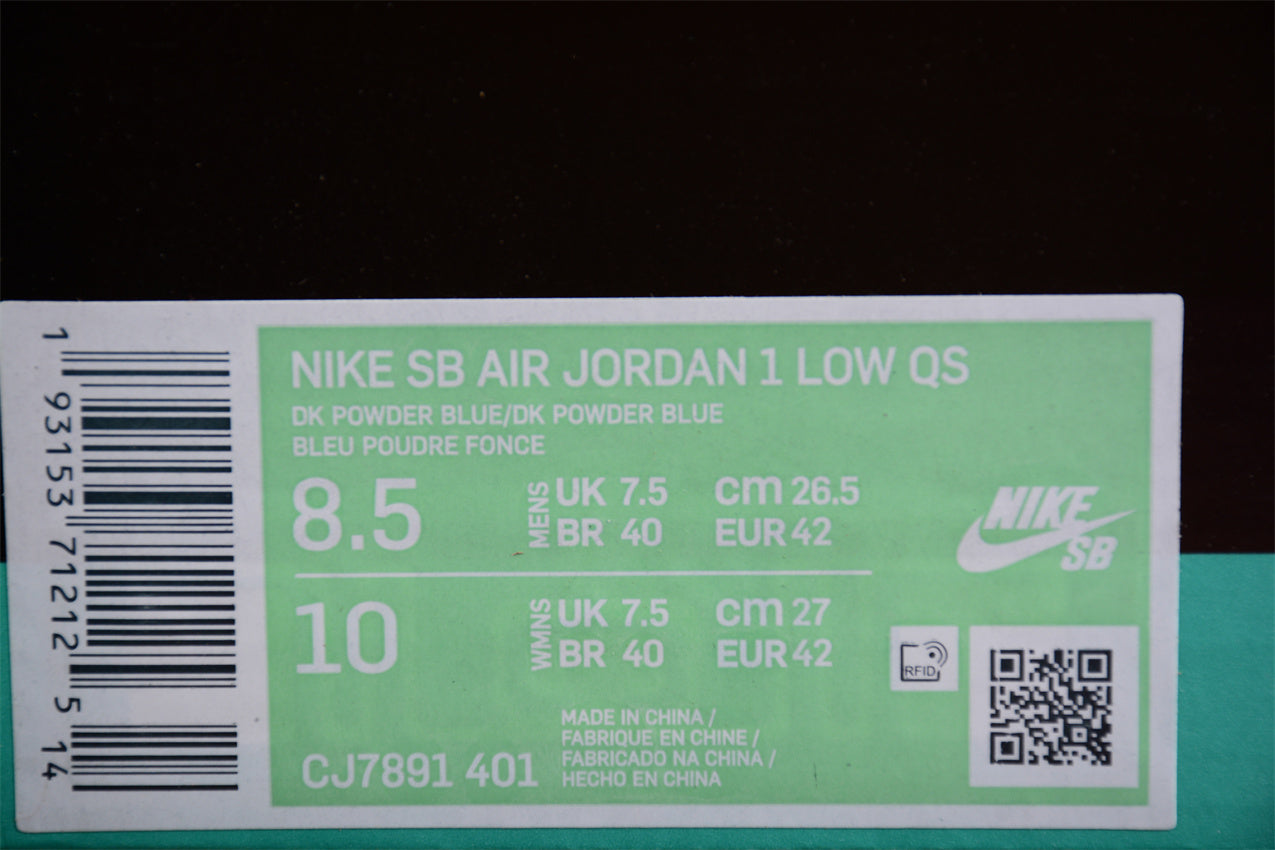 NIKE SB AIR JORDAN 1 LOW QS
DK POWDER BLUE/DK POWDER BLUE
BLEU POUDRE FONCE
8.5
MENS
UK 7.5 cm 26.5
BR 40 EUR 42
10
WMNS
UK 7.5 cm 27
BR 40 EUR 42
NIKE
SB
RFID
CJ7891 401
MADE IN CHINA /
FABRIQUE EN CHINE /
FABRICADO NA CHINA /
HECHO EN CHINA
1 93153 71212 5 14